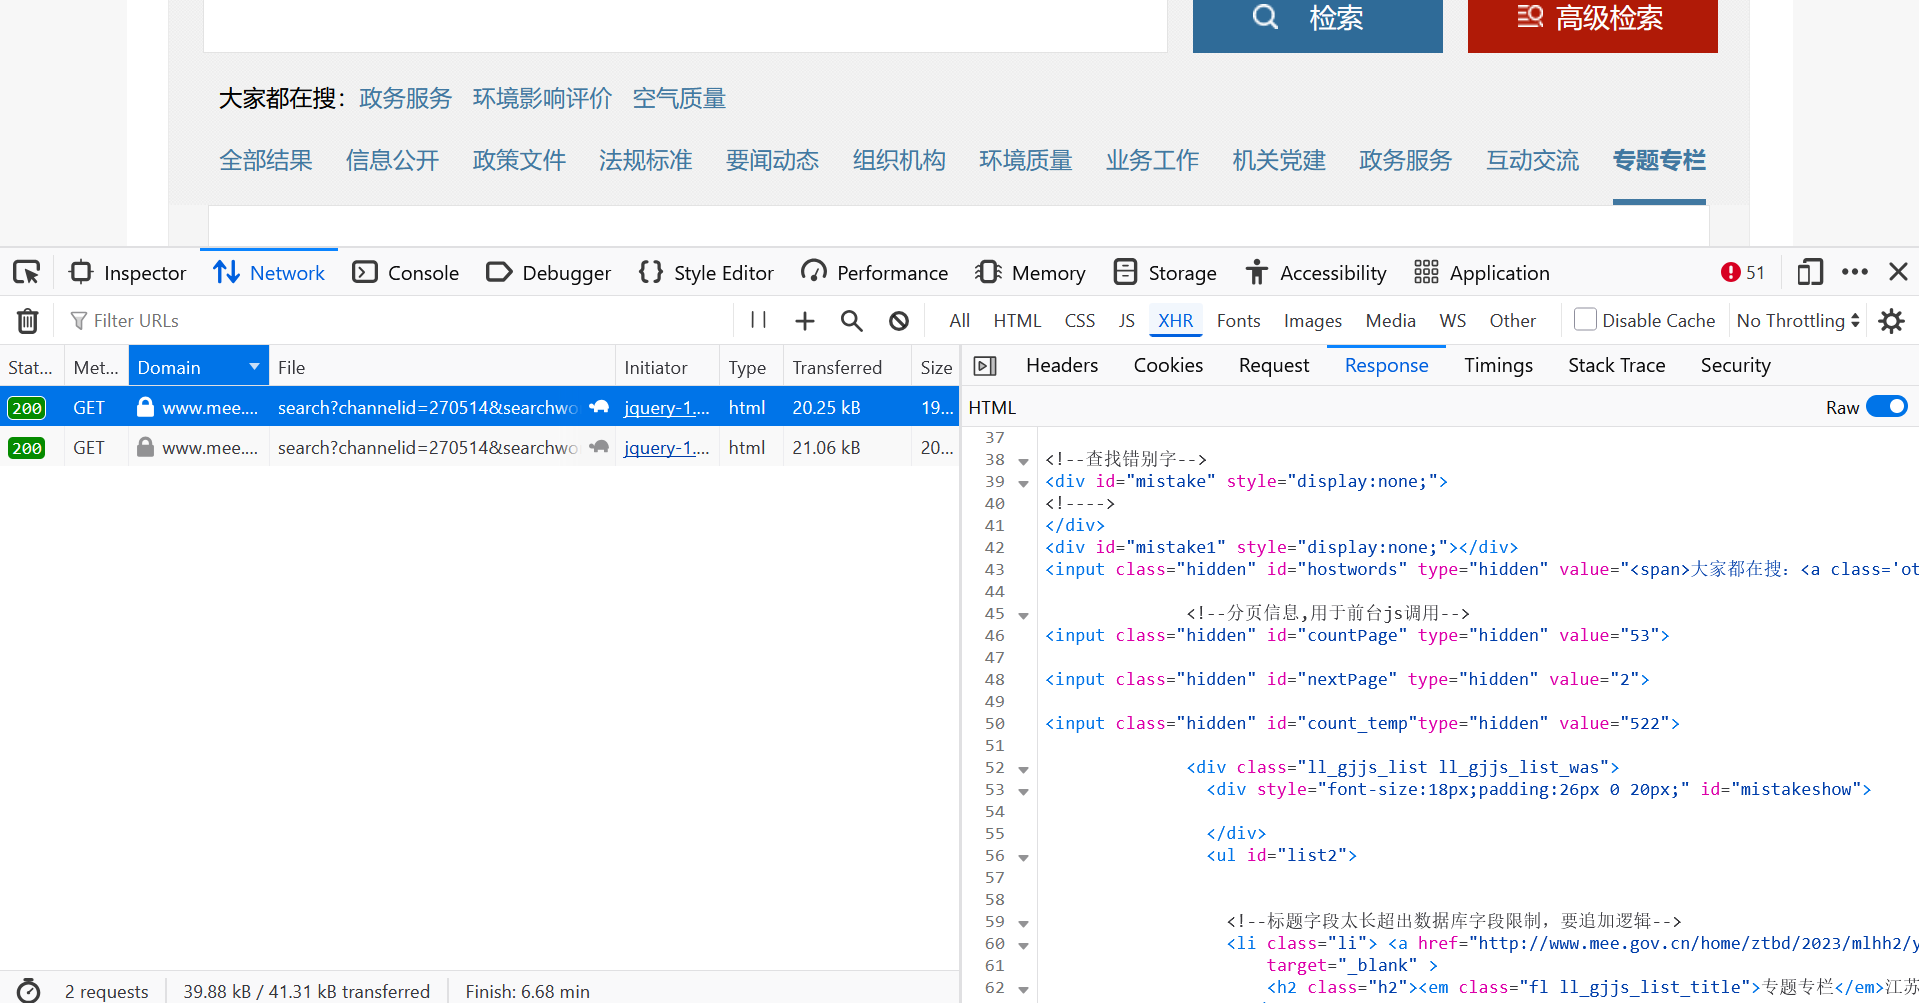 检索 高级检索
大家都在搜： 政务服务 环境影响评价 空气质量
全部结果 信息公开 政策文件 法规标准 要闻动态 组织机构 环境质量 业务工作 机关党建 政务服务 互动交流 专题专栏
Inspector Network Console Debugger Style Editor Performance Memory Storage Accessibility Application 51
Filter URLs All HTML CSS JS XHR Fonts Images Media WS Other Disable Cache No Throttling
Stat... Met... Domain File Initiator Type Transferred Size
200 GET www.mee.... search?channelid=270514&searchwo jquery-1.... html 20.25 kB 19...
200 GET www.mee.... search?channelid=270514&searchwo jquery-1.... html 21.06 kB 20...
2 requests 39.88 kB / 41.31 kB transferred Finish: 6.68 min
Headers Cookies Request Response Timings Stack Trace Security
HTML Raw
37
38 <!--查找错别字-->
39 <div id="mistake" style="display:none;">
40 <!---->
41 </div>
42 <div id="mistake1" style="display:none;"></div>
43 <input class="hidden" id="hostwords" type="hidden" value="<span>大家都在搜：<a class='ot
44
45 <!--分页信息,用于前台js调用-->
46 <input class="hidden" id="countPage" type="hidden" value="53">
47
48 <input class="hidden" id="nextPage" type="hidden" value="2">
49
50 <input class="hidden" id="count_temp"type="hidden" value="522">
51
52 <div class="ll_gjjs_list ll_gjjs_list_was">
53 <div style="font-size:18px;padding:26px 0 20px;" id="mistakeshow">
54
55 </div>
56 <ul id="list2">
57
58
59 <!--标题字段太长超出数据库字段限制，要追加逻辑-->
60 <li class="li"> <a href="http://www.mee.gov.cn/home/ztbd/2023/mlhh2/y
61 target="_blank" >
62 <h2 class="h2"><em class="fl ll_gjjs_list_title">专题专栏</em>江苏